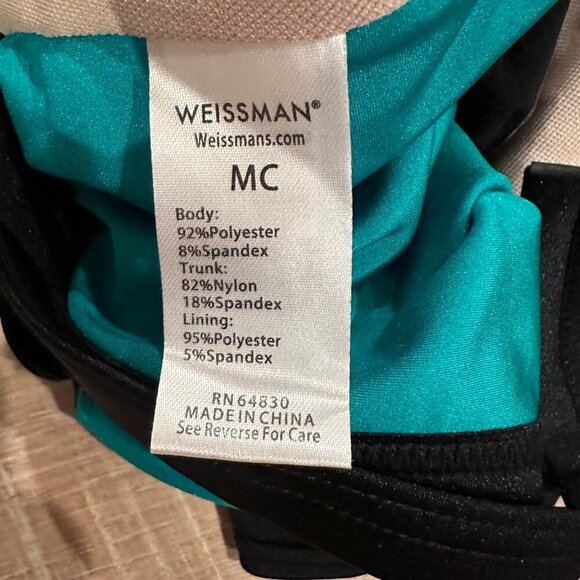 WEISSMAN®
Weissmans.com
MC
Body:
92%Polyester
8%Spandex
Trunk:
82%Nylon
18%Spandex
Lining:
95%Polyester
5%Spandex
RN 64830
MADE IN CHINA
See Reverse For Care